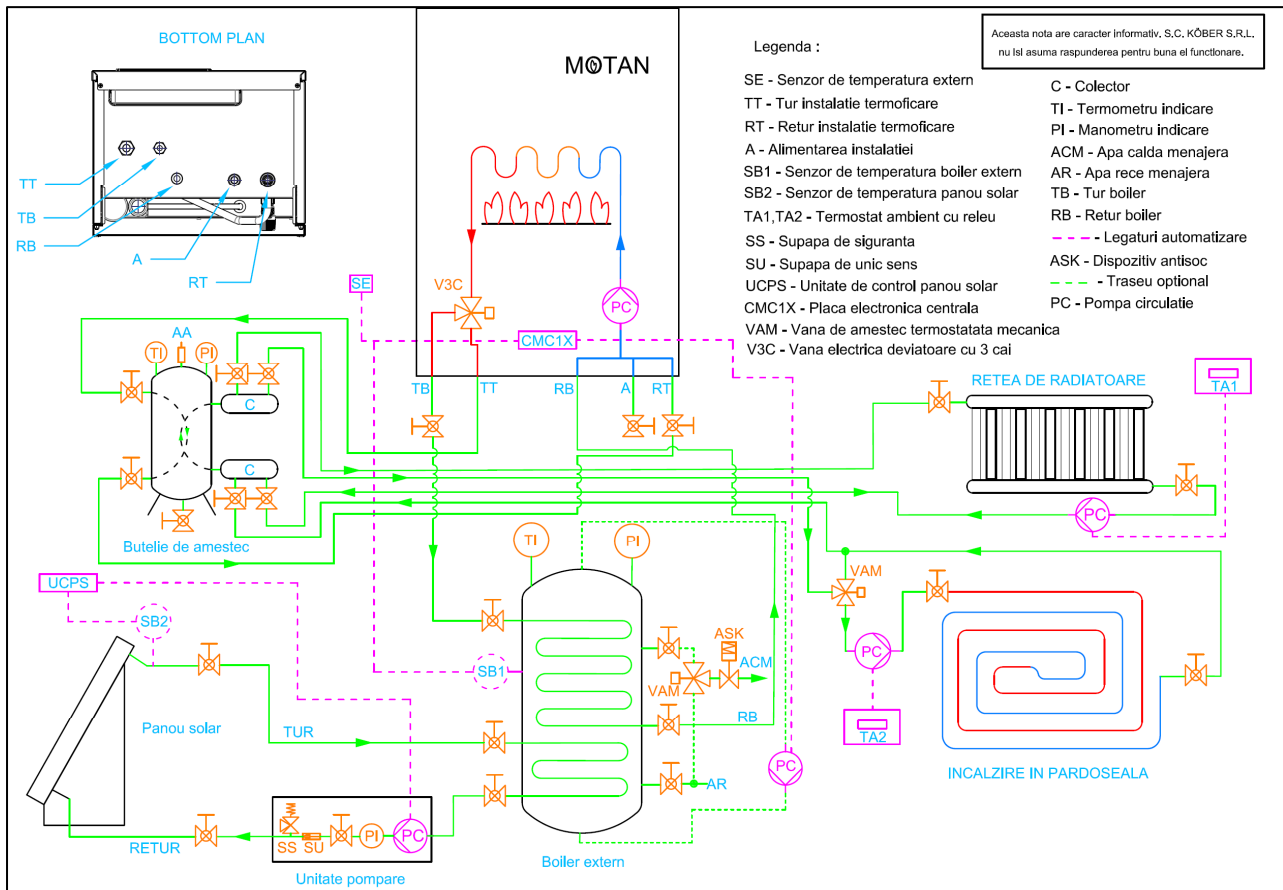 BOTTOM PLAN
TT
TB
RB
A
RT
MOTAN
Legenda :
SE - Senzor de temperatura extern
TT - Tur instalatie termoficare
RT - Retur instalatie termoficare
A - Alimentarea instalatiei
SB1 - Senzor de temperatura boiler extern
SB2 - Senzor de temperatura panou solar
TA1,TA2 - Termostat ambient cu releu
SS - Supapa de siguranta
SU - Supapa de unic sens
UCPS - Unitate de control panou solar
CMC1X - Placa electronica centrala
VAM - Vana de amestec termostatata mecanica
V3C - Vana electrica deviatoare cu 3 cai
Aceasta nota are caracter informativ. S.C. KÖBER S.R.L.
nu isi asuma raspunderea pentru buna ei functionare.
C - Colector
TI - Termometru indicare
PI - Manometru indicare
ACM - Apa calda menajera
AR - Apa rece menajera
TB - Tur boiler
RB - Retur boiler
- Legaturi automatizare
ASK - Dispozitiv antisoc
- Traseu optional
PC - Pompa circulatie
SE
V3C
PC
CMC1X
TB
TT
RB
A
RT
AA
TI
PI
C
C
Butelie de amestec
RETEA DE RADIATOARE
TA1
PC
UCPS
SB2
Panou solar
TUR
RETUR
SS
SU
PI
PC
Unitate pompare
TI
PI
SB1
VAM
ASK
ACM
RB
AR
PC
Boiler extern
VAM
PC
TA2
INCALZIRE IN PARDOSEALA